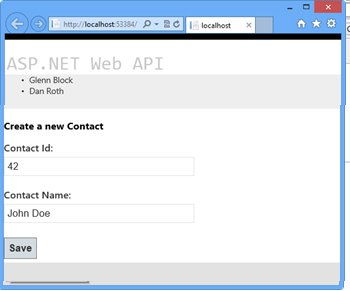 http://localhost:53384/
localhost
ASP.NET Web API
Glenn Block
Dan Roth
Create a new Contact
Contact Id:
42
Contact Name:
John Doe
Save